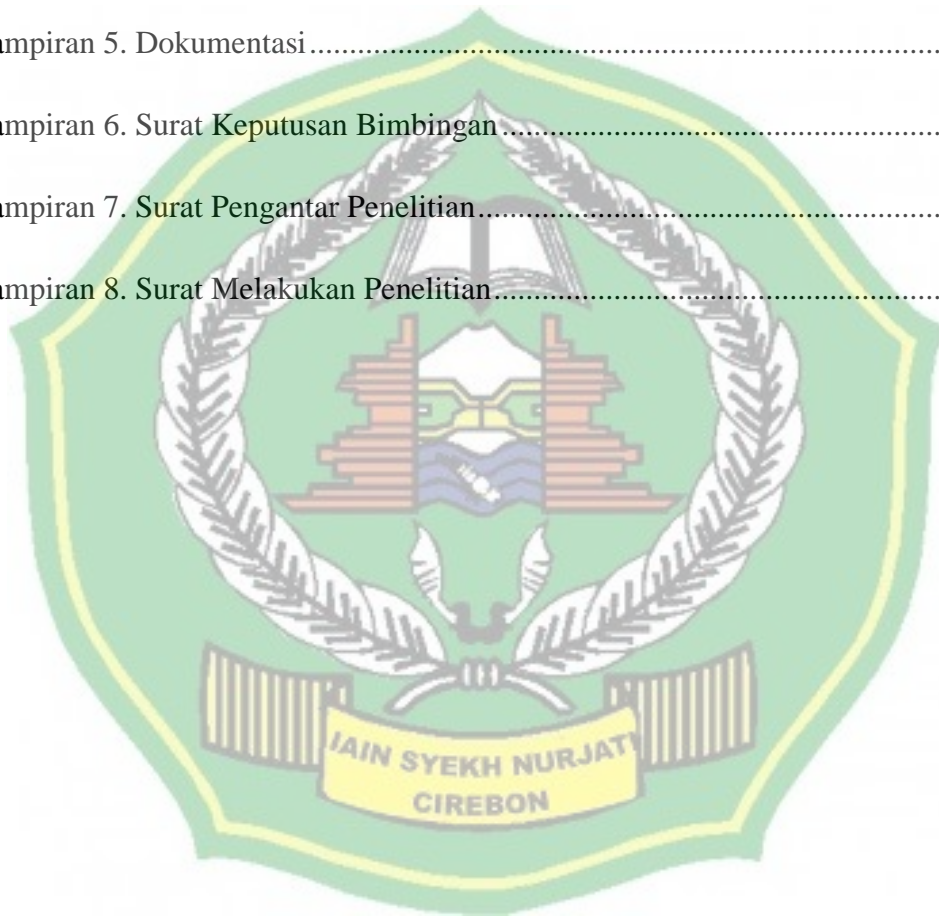 ampiran 5. Dokumentasi................................................................................
ampiran 6. Surat Keputusan Bimbingan........................................................
ampiran 7. Surat Pengantar Penelitian...........................................................
ampiran 8. Surat Melakukan Penelitian.........................................................
IAIN SYEKH NURJATI
CIREBON